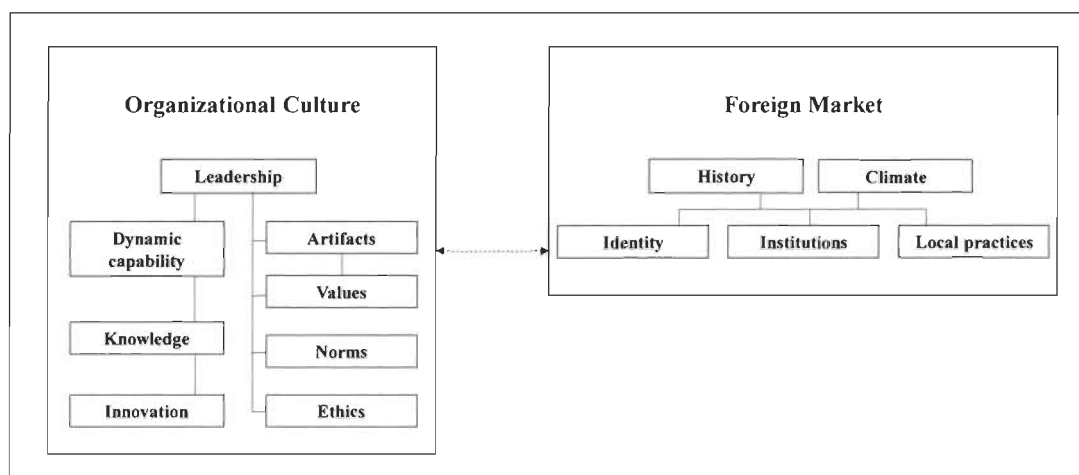 Organizational Culture
Leadership
Dynamic
capability
Knowledge
Innovation
Artifacts
Values
Norms
Ethics
Foreign Market
History
Climate
Identity
Institutions
Local practices